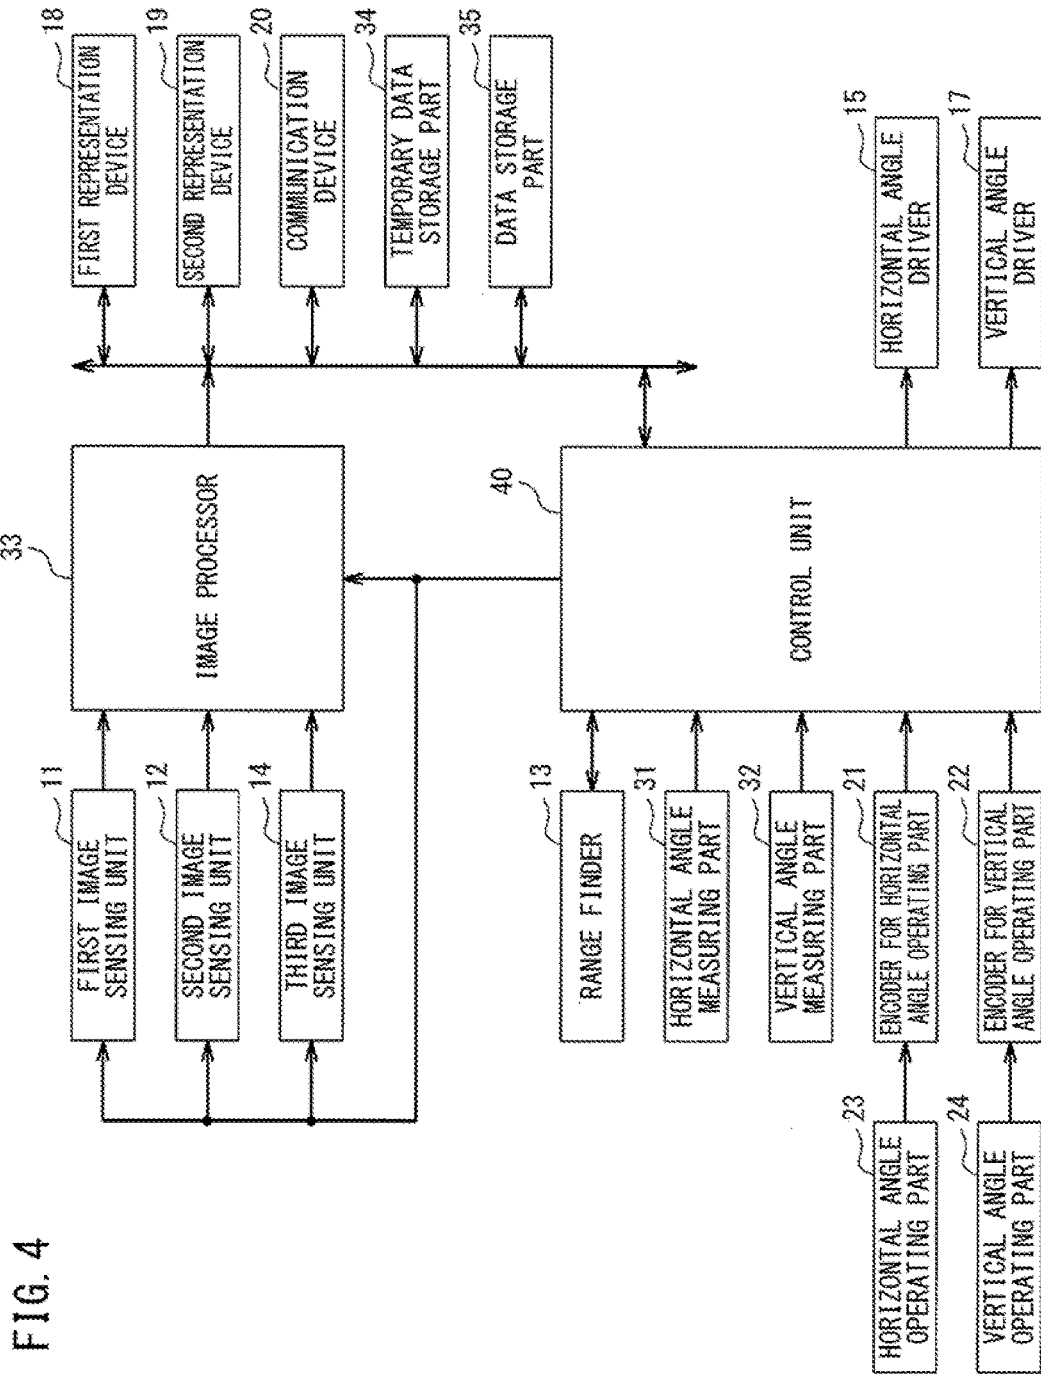 FIG. 4
11
FIRST IMAGE
SENSING UNIT
12
SECOND IMAGE
SENSING UNIT
14
THIRD IMAGE
SENSING UNIT
33
IMAGE PROCESSOR
18
FIRST REPRESENTATION
DEVICE
19
SECOND REPRESENTATION
DEVICE
20
COMMUNICATION
DEVICE
34
TEMPORARY DATA
STORAGE PART
35
DATA STORAGE
PART
13
RANGE FINDER
31
HORIZONTAL ANGLE
MEASURING PART
32
VERTICAL ANGLE
MEASURING PART
23
HORIZONTAL ANGLE
OPERATING PART
21
ENCODER FOR HORIZONTAL
ANGLE OPERATING PART
24
VERTICAL ANGLE
OPERATING PART
22
ENCODER FOR VERTICAL
ANGLE OPERATING PART
40
CONTROL UNIT
15
HORIZONTAL ANGLE
DRIVER
17
VERTICAL ANGLE
DRIVER